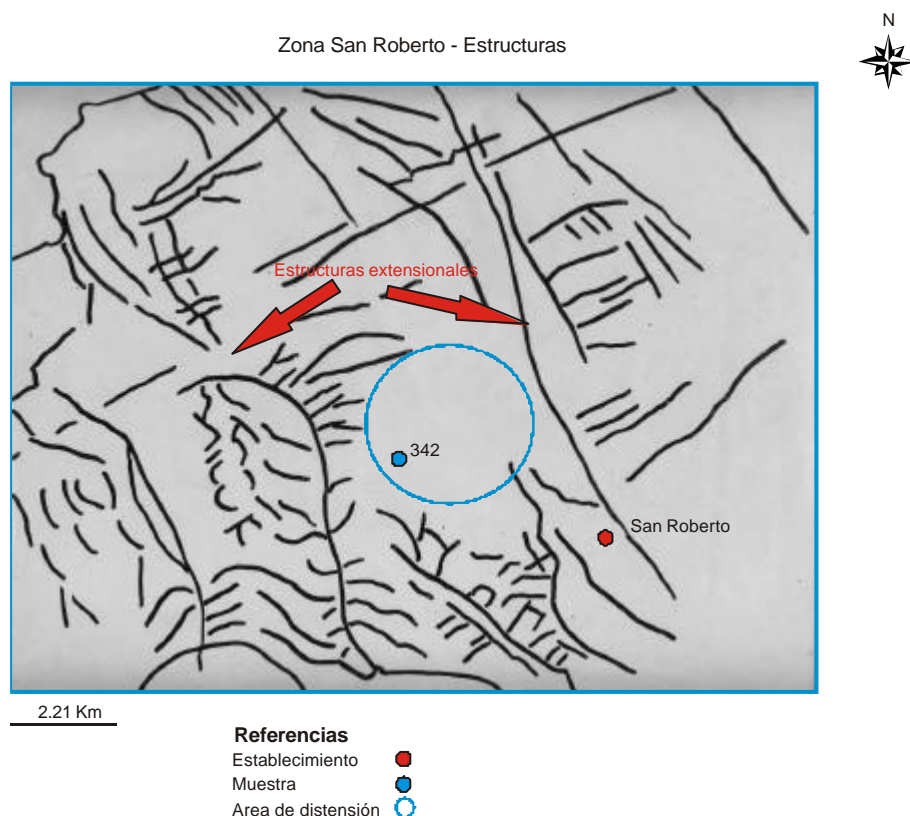 N
Zona San Roberto - Estructuras
Estructuras extensionales
342
San Roberto
2.21 Km
Referencias
Establecimiento
Muestra
Area de distensión